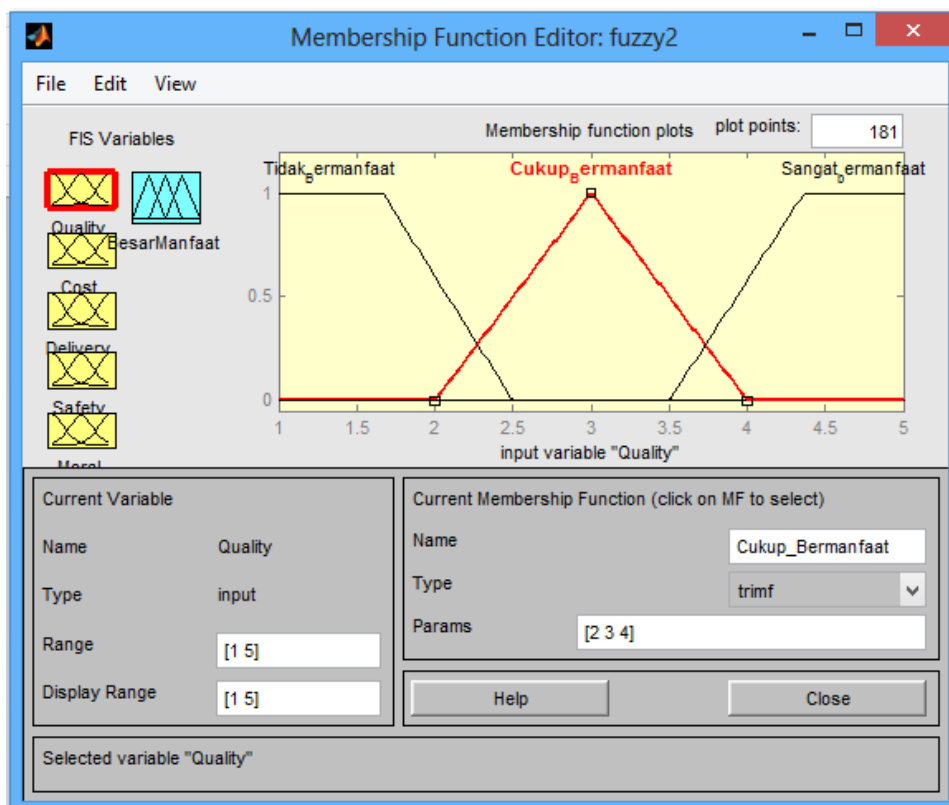 Membership Function Editor: fuzzy2
File Edit View
FIS Variables
Membership function plots plot points: 181
Quality
BesarManfaat
Cost
Delivery
Safety
Moral
Tidak_Bermanfaat Cukup_Bermanfaat Sangat_bermanfaat
1
0.5
0
1 1.5 2 2.5 3 3.5 4 4.5 5
input variable "Quality"
Current Variable
Name Quality
Type input
Range [1 5]
Display Range [1 5]
Current Membership Function (click on MF to select)
Name Cukup_Bermanfaat
Type trimf
Params [2 3 4]
Help Close
Selected variable "Quality"